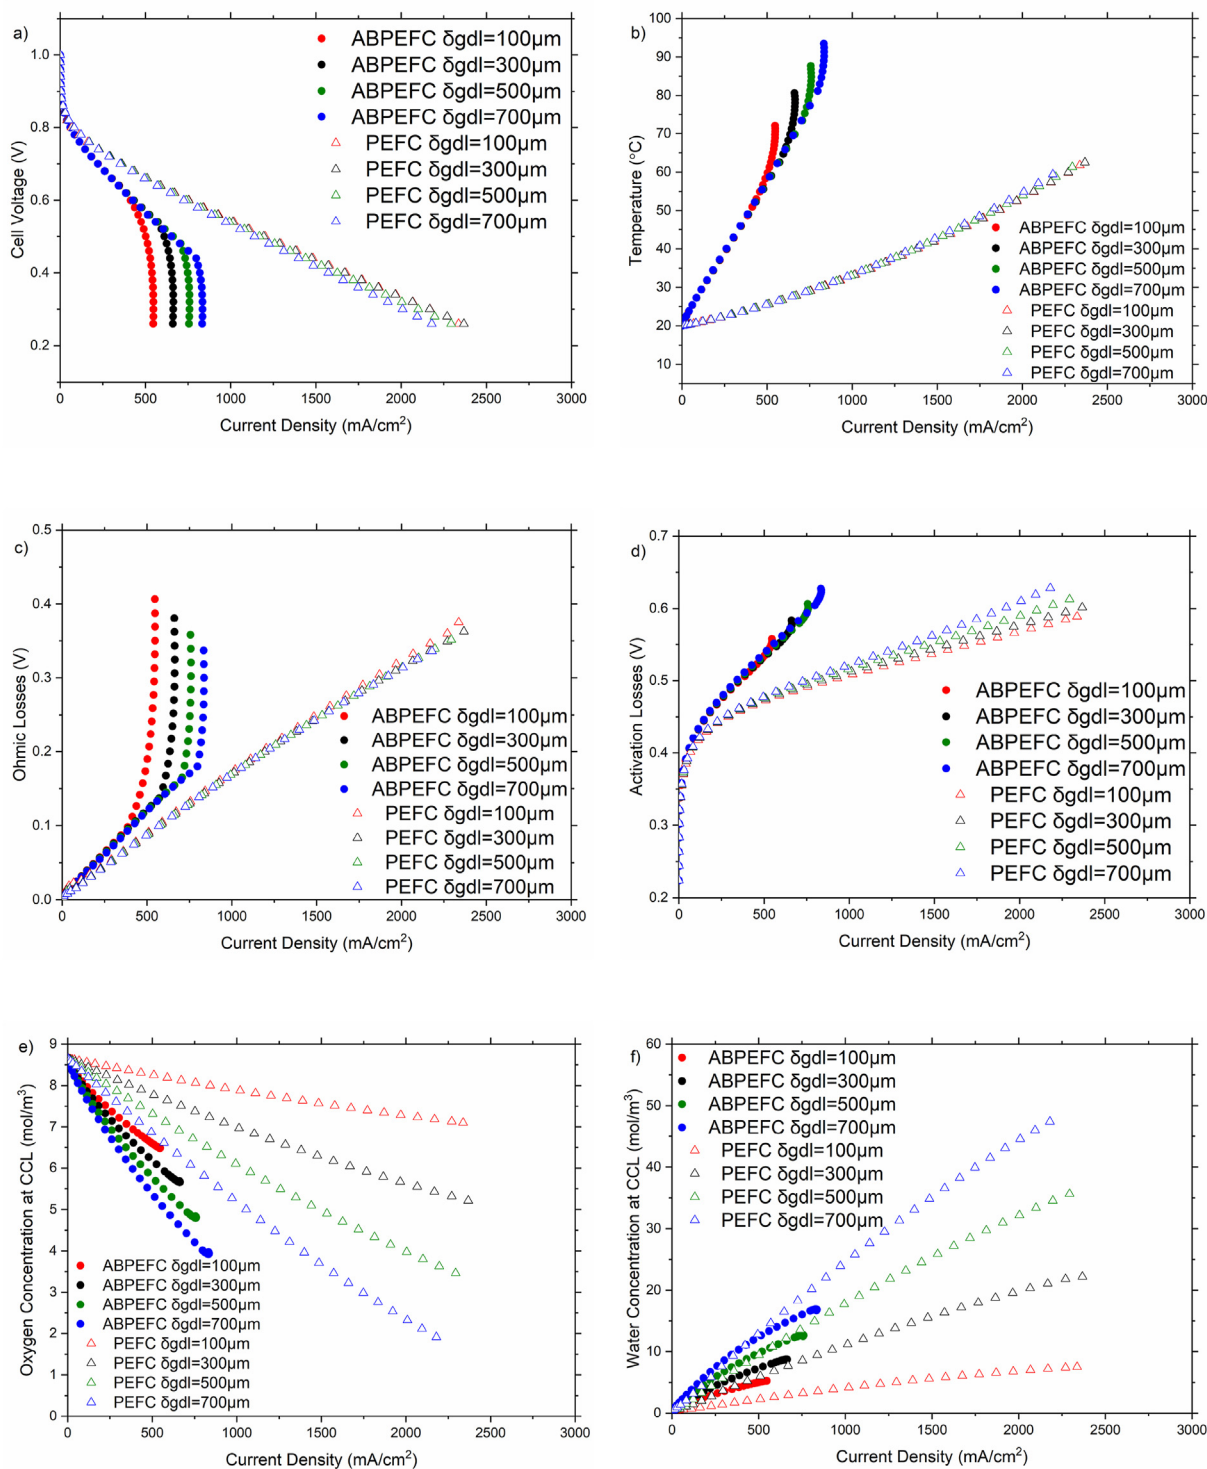 a)
ABPEFC δgdl=100µm
ABPEFC δgdl=300µm
ABPEFC δgdl=500µm
ABPEFC δgdl=700µm
PEFC δgdl=100µm
PEFC δgdl=300µm
PEFC δgdl=500µm
PEFC δgdl=700µm
1.0
0.8
0.6
0.4
0.2
Cell Voltage (V)
0 500 1000 1500 2000 2500 3000
Current Density (mA/cm²)
b)
100
90
80
70
60
50
40
30
20
10
Temperature (°C)
ABPEFC δgdl=100µm
ABPEFC δgdl=300µm
ABPEFC δgdl=500µm
ABPEFC δgdl=700µm
PEFC δgdl=100µm
PEFC δgdl=300µm
PEFC δgdl=500µm
PEFC δgdl=700µm
0 500 1000 1500 2000 2500 3000
Current Density (mA/cm²)
c)
0.5
0.4
0.3
0.2
0.1
0.0
Ohmic Losses (V)
ABPEFC δgdl=100µm
ABPEFC δgdl=300µm
ABPEFC δgdl=500µm
ABPEFC δgdl=700µm
PEFC δgdl=100µm
PEFC δgdl=300µm
PEFC δgdl=500µm
PEFC δgdl=700µm
0 500 1000 1500 2000 2500 3000
Current Density (mA/cm²)
d)
0.7
0.6
0.5
0.4
0.3
0.2
Activation Losses (V)
ABPEFC δgdl=100µm
ABPEFC δgdl=300µm
ABPEFC δgdl=500µm
ABPEFC δgdl=700µm
PEFC δgdl=100µm
PEFC δgdl=300µm
PEFC δgdl=500µm
PEFC δgdl=700µm
0 500 1000 1500 2000 2500 3000
Current Density (mA/cm²)
e)
9
8
7
6
5
4
3
2
1
0
Oxygen Concentration at CCL (mol/m³)
ABPEFC δgdl=100µm
ABPEFC δgdl=300µm
ABPEFC δgdl=500µm
ABPEFC δgdl=700µm
PEFC δgdl=100µm
PEFC δgdl=300µm
PEFC δgdl=500µm
PEFC δgdl=700µm
0 500 1000 1500 2000 2500 3000
Current Density (mA/cm²)
f)
60
50
40
30
20
10
0
Water Concentration at CCL (mol/m³)
ABPEFC δgdl=100µm
ABPEFC δgdl=300µm
ABPEFC δgdl=500µm
ABPEFC δgdl=700µm
PEFC δgdl=100µm
PEFC δgdl=300µm
PEFC δgdl=500µm
PEFC δgdl=700µm
0 500 1000 1500 2000 2500 3000
Current Density (mA/cm²)